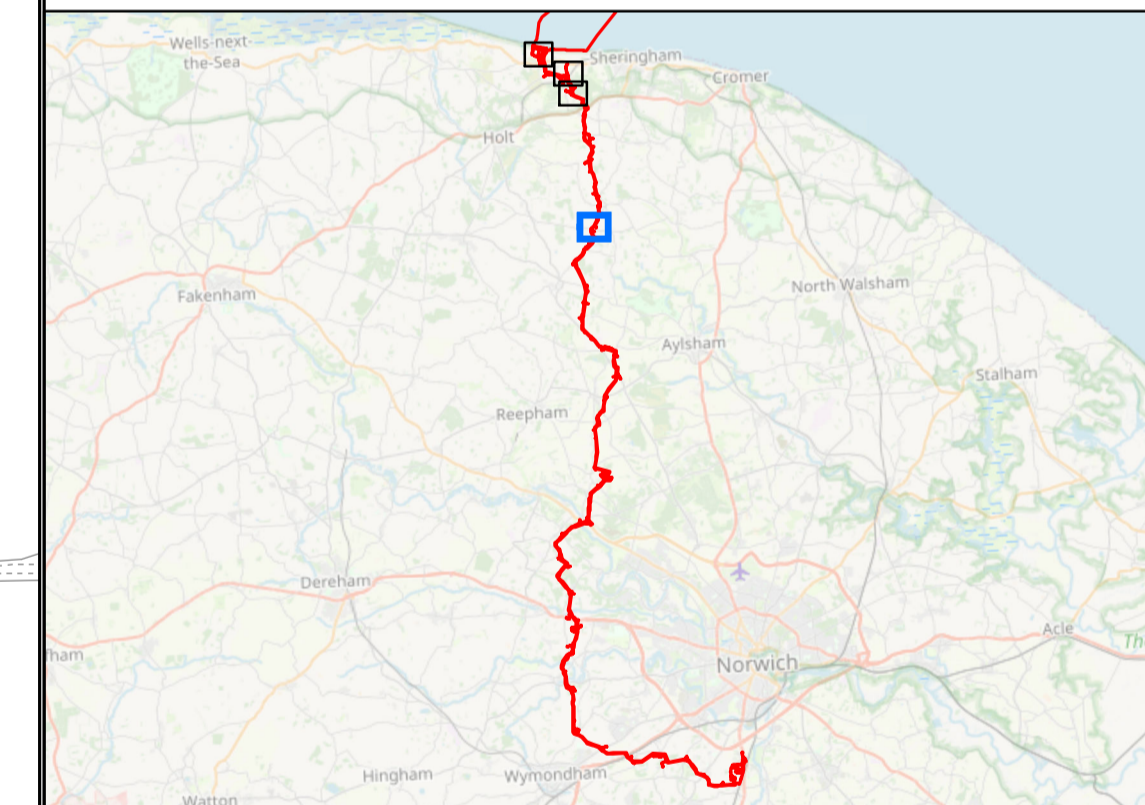 Wells-next-
the-Sea
Sheringham
Cromer
Holt
Fakenham
North Walsham
Aylsham
Stalham
Reepham
Dereham
Acle
fham
Norwich
Hingham
Wymondham
Watton